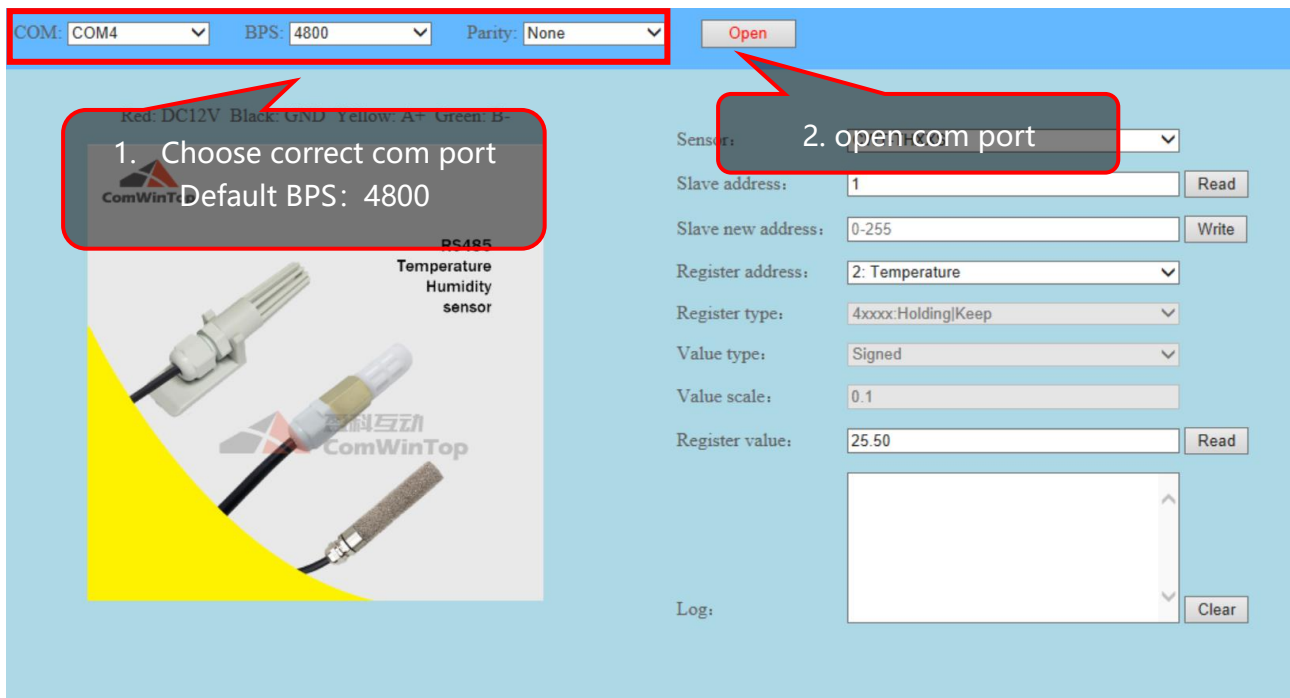 COM: COM4 BPS: 4800 Parity: None Open
Red: DC12V Black: GND Yellow: A+ Green: B-
1. Choose correct com port
Default BPS: 4800
2. open com port
ComWinTop
RS485
Temperature
Humidity
sensor
智科互动
ComWinTop
Sensor:
Slave address: 1 Read
Slave new address: 0-255 Write
Register address: 2: Temperature
Register type: 4xxxx:Holding|Keep
Value type: Signed
Value scale: 0.1
Register value: 25.50 Read
Log: Clear